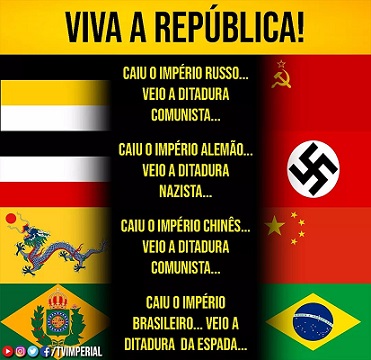 VIVA A REPÚBLICA!
CAIU O IMPÉRIO RUSSO...
VEIO A DITADURA
COMUNISTA...
CAIU O IMPÉRIO ALEMÃO...
VEIO A DITADURA
NAZISTA...
CAIU O IMPÉRIO CHINÊS...
VEIO A DITADURA
COMUNISTA...
CAIU O IMPÉRIO
BRASILEIRO... VEIO A
DITADURA DA ESPADA...
/TVIMPERIAL